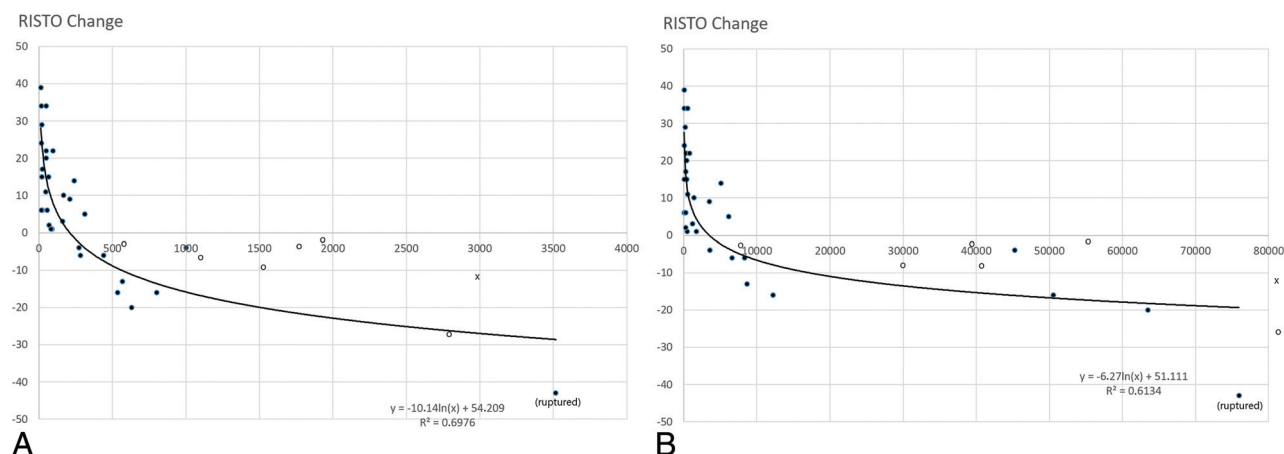 RISTO Change
50
40
30
20
10
0
-10
-20
-30
-40
-50
0 500 1000 1500 2000 2500 3000 3500 4000
x
(ruptured)
y = -10.14ln(x) + 54.209
R² = 0.6976
A
RISTO Change
50
40
30
20
10
0
-10
-20
-30
-40
-50
0 10000 20000 30000 40000 50000 60000 70000 80000
x
y = -6.27ln(x) + 51.111
R² = 0.6134
(ruptured)
B